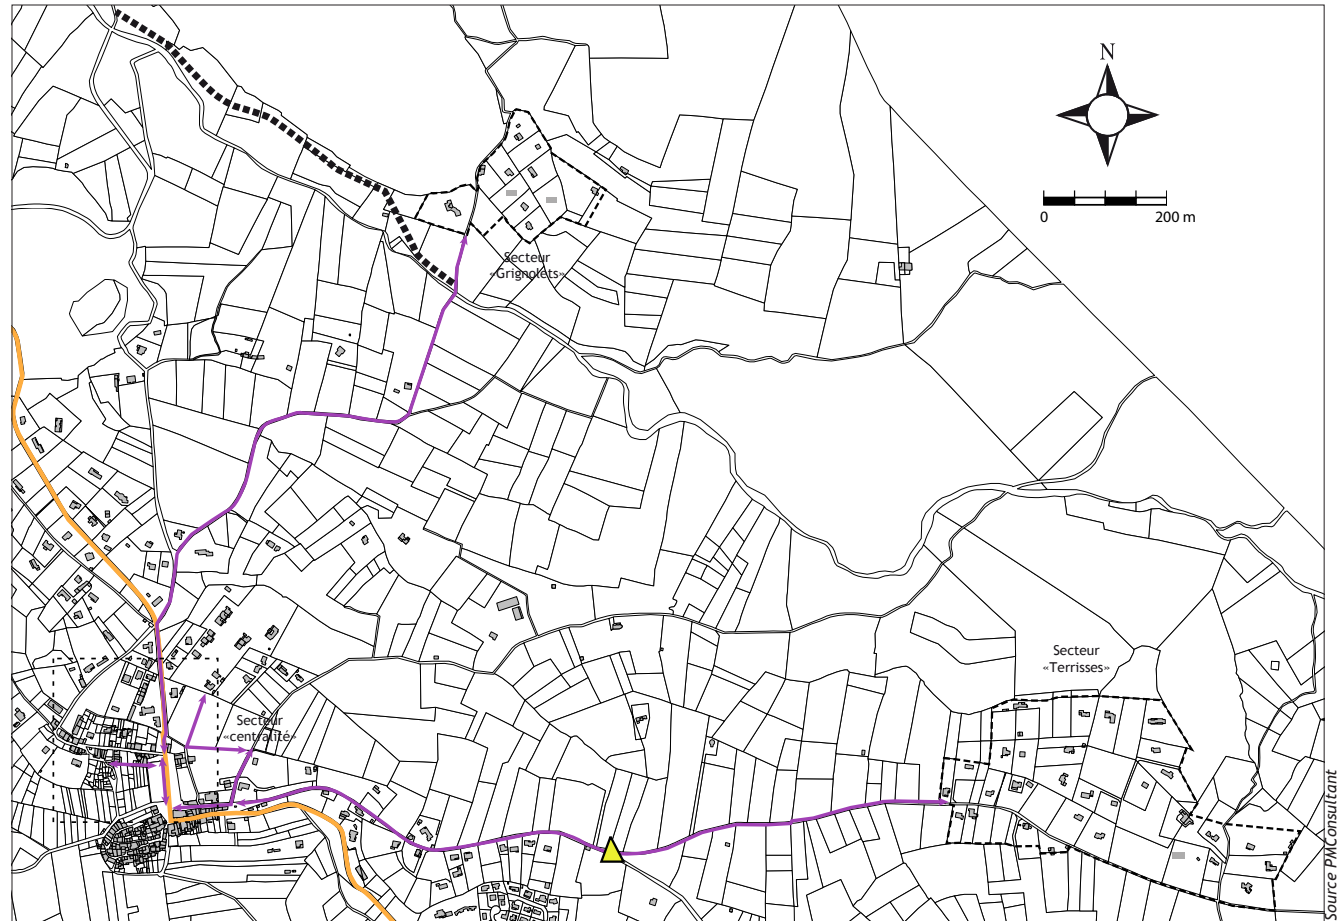 N
0 200 m
Secteur
«Grignolets»
Secteur
«Terrisses»
Secteur
«centralité»
Source PMConsultant